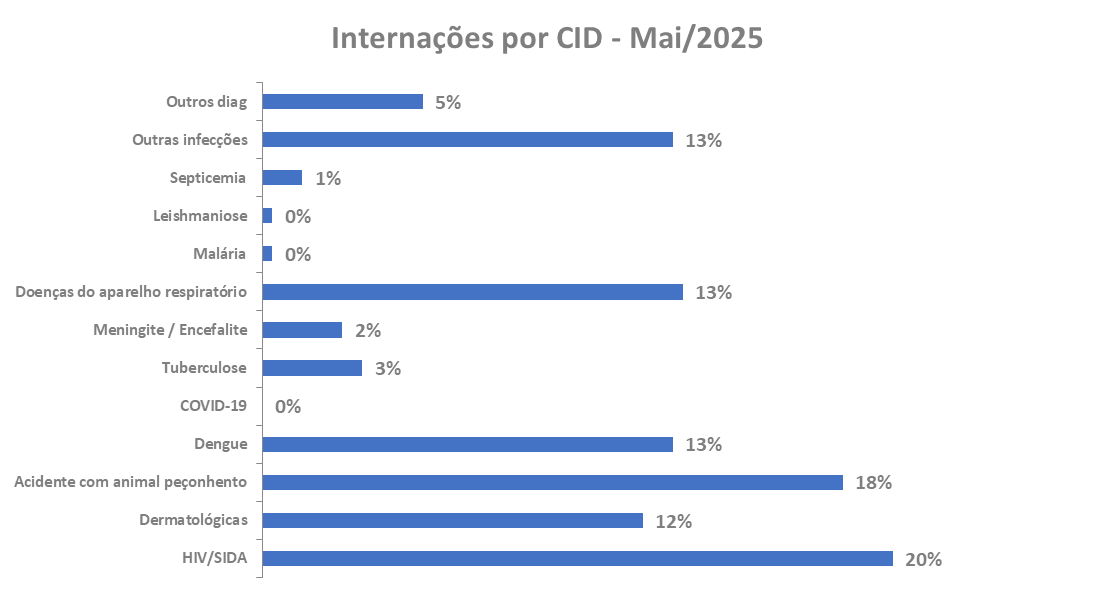 Internações por CID - Mai/2025
Outros diag 5%
Outras infecções 13%
Septicemia 1%
Leishmaniose 0%
Malária 0%
Doenças do aparelho respiratório 13%
Meningite / Encefalite 2%
Tuberculose 3%
COVID-19 0%
Dengue 13%
Acidente com animal peçonhento 18%
Dermatológicas 12%
HIV/SIDA 20%